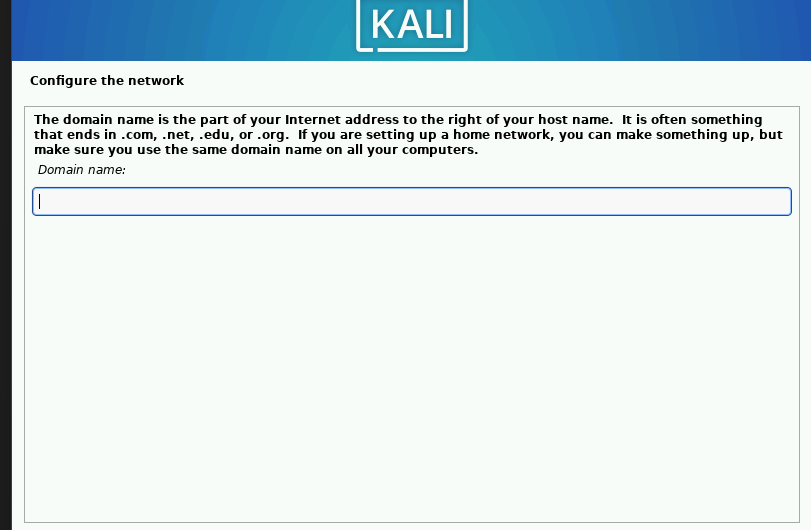 KALI
Configure the network
The domain name is the part of your Internet address to the right of your host name.  It is often something
that ends in .com, .net, .edu, or .org.  If you are setting up a home network, you can make something up, but
make sure you use the same domain name on all your computers.
Domain name: